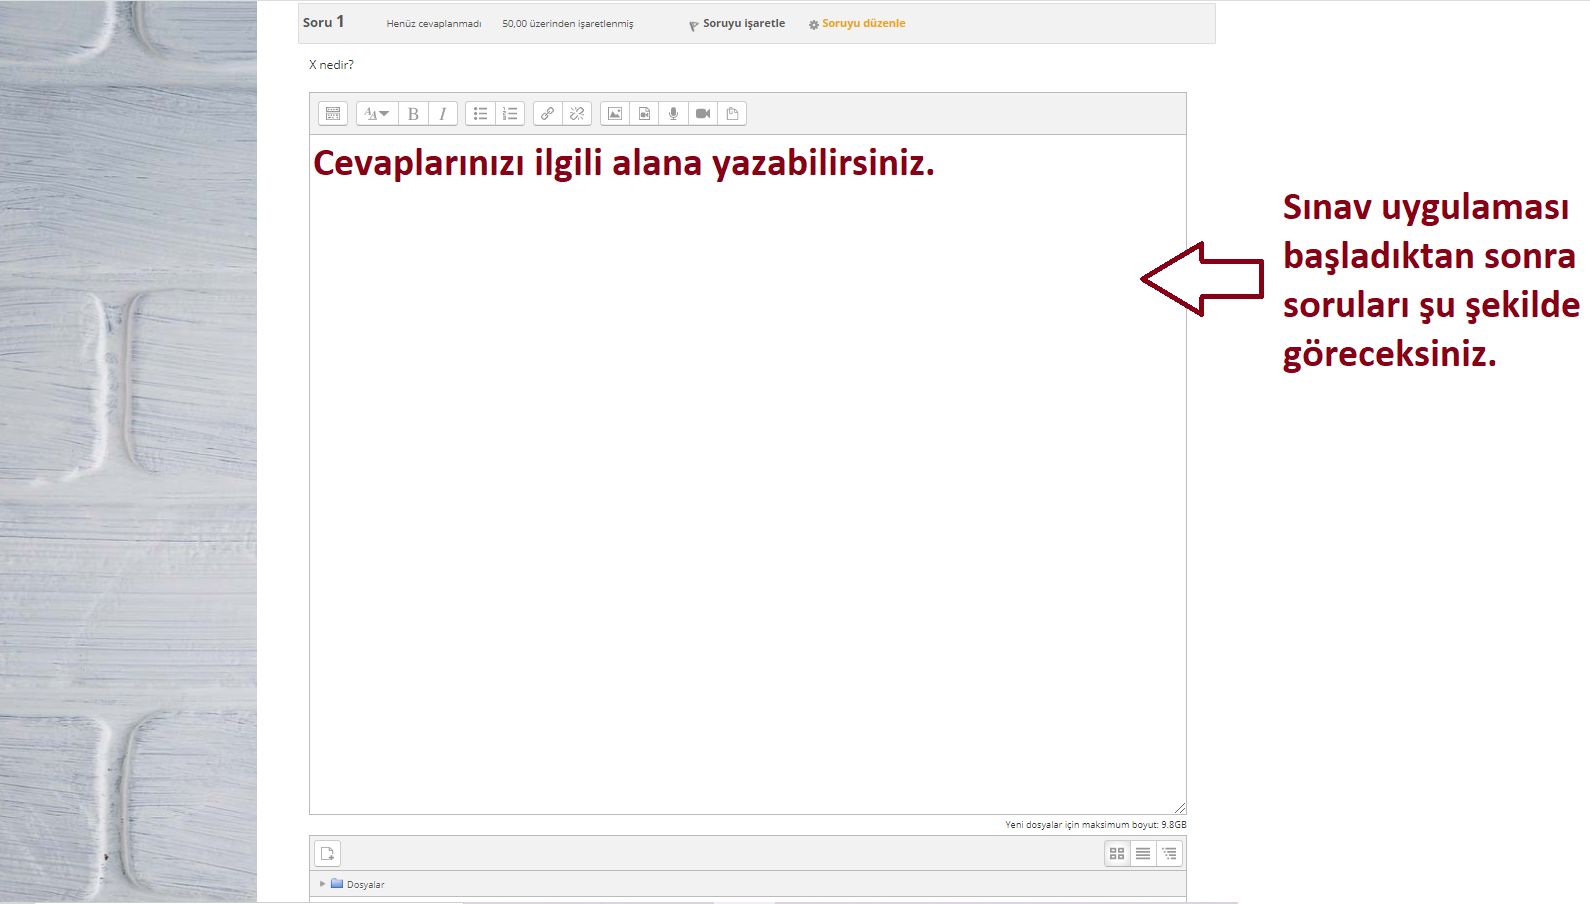 Soru 1 Henüz cevaplanmadı 50,00 üzerinden işaretlenmiş Soruyu işaretle Soruyu düzenle
X nedir?
Cevaplarınızı ilgili alana yazabilirsiniz.
Sınav uygulaması
başladıktan sonra
soruları şu şekilde
göreceksiniz.
Yeni dosyalar için maksimum boyut: 9.8GB
Dosyalar